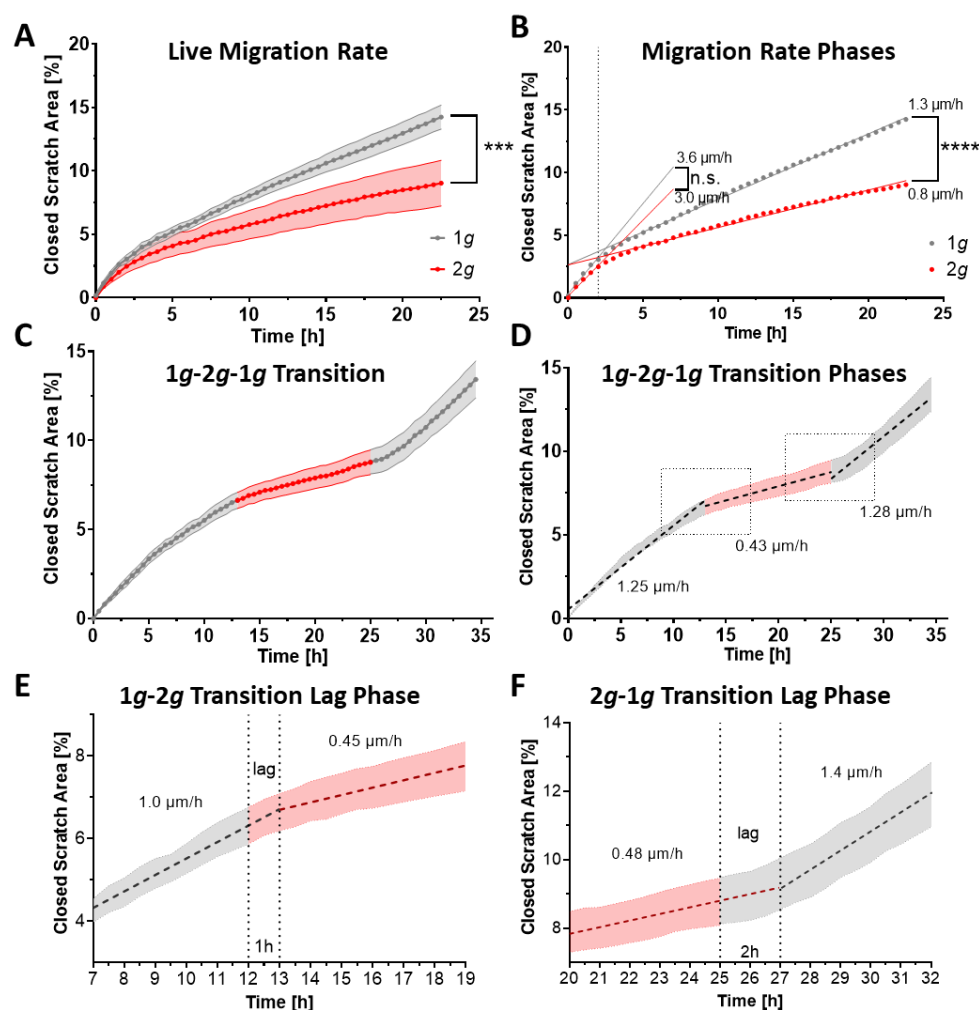 A
Live Migration Rate
Closed Scratch Area [%]
20
15
10
5
0
0 5 10 15 20 25
Time [h]
***
1g
2g
B
Migration Rate Phases
Closed Scratch Area [%]
20
15
10
5
0
0 5 10 15 20 25
Time [h]
3.6 µm/h
n.s.
3.0 µm/h
1.3 µm/h
****
0.8 µm/h
1g
2g
C
1g-2g-1g Transition
Closed Scratch Area [%]
15
10
5
0
0 5 10 15 20 25 30 35
Time [h]
D
1g-2g-1g Transition Phases
Closed Scratch Area [%]
15
10
5
0
0 5 10 15 20 25 30 35
Time [h]
1.25 µm/h
0.43 µm/h
1.28 µm/h
E
1g-2g Transition Lag Phase
Closed Scratch Area [%]
8
6
4
7 8 9 10 11 12 13 14 15 16 17 18 19
Time [h]
1.0 µm/h
lag
0.45 µm/h
1h
F
2g-1g Transition Lag Phase
Closed Scratch Area [%]
14
12
10
8
20 21 22 23 24 25 26 27 28 29 30 31 32
Time [h]
0.48 µm/h
lag
1.4 µm/h
2h